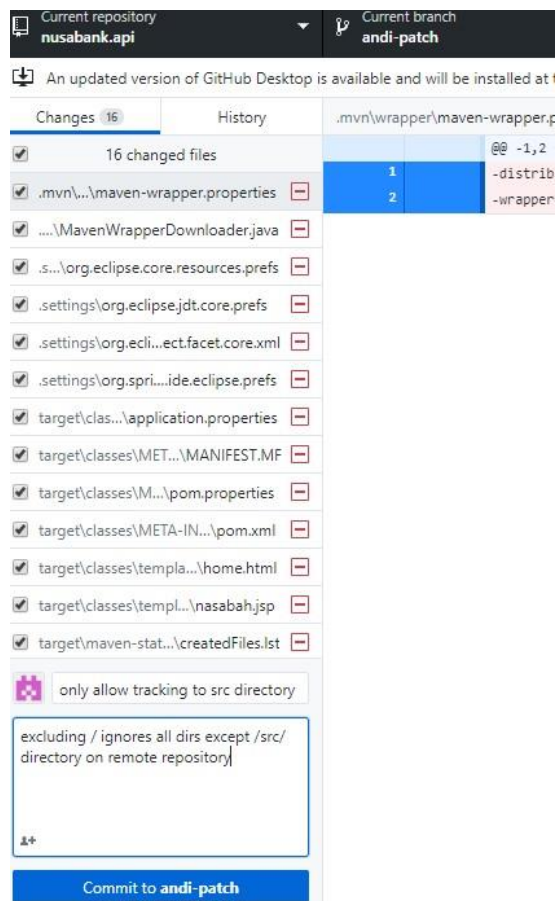 Current repository
nusabank.api
Current branch
andi-patch
An updated version of GitHub Desktop is available and will be installed at
Changes 16
History
.mvn\wrapper\maven-wrapper.p
16 changed files
@@ -1,2
.mvn\...\maven-wrapper.properties
1
-distrib
....\MavenWrapperDownloader.java
2
-wrapper
.s...\org.eclipse.core.resources.prefs
.settings\org.eclipse.jdt.core.prefs
.settings\org.ecli...ect.facet.core.xml
.settings\org.spri....ide.eclipse.prefs
target\clas...\application.properties
target\classes\MET...\MANIFEST.MF
target\classes\M...\pom.properties
target\classes\META-IN...\pom.xml
target\classes\templa...\home.html
target\classes\templ...\nasabah.jsp
target\maven-stat...\createdFiles.lst
only allow tracking to src directory
excluding / ignores all dirs except /src/
directory on remote repository
Commit to andi-patch